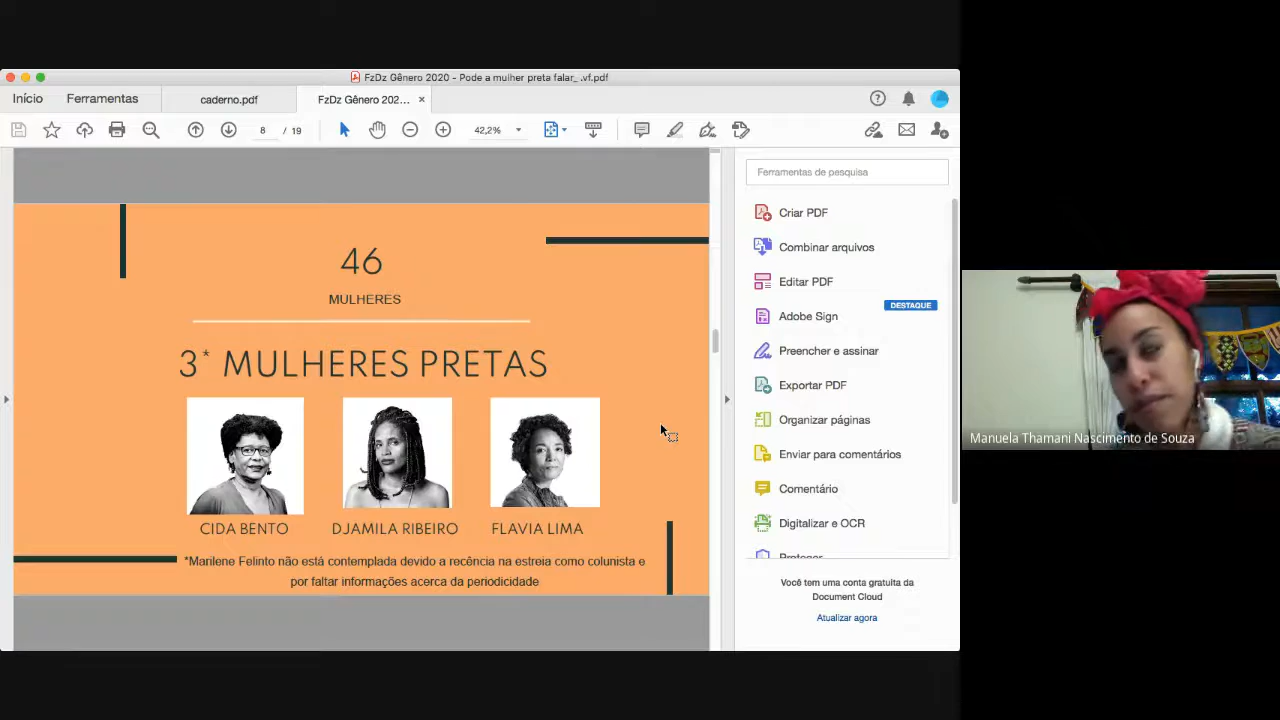 FzDz Gênero 2020 - Pode a mulher preta falar_ .vf.pdf
Início
Ferramentas
caderno.pdf
FzDz Gênero 202...
8
/ 19
42,2%
Ferramentas de pesquisa
Criar PDF
Combinar arquivos
Editar PDF
DESTAQUE
Adobe Sign
Preencher e assinar
Exportar PDF
Organizar páginas
Enviar para comentários
Comentário
Digitalizar e OCR
Proteger
Você tem uma conta gratuita da
Document Cloud
Atualizar agora
46
MULHERES
3* MULHERES PRETAS
CIDA BENTO
DJAMILA RIBEIRO
FLAVIA LIMA
*Marilene Felinto não está contemplada devido a recência na estreia como colunista e
por faltar informações acerca da periodicidade
Manuela Thamani Nascimento de Souza